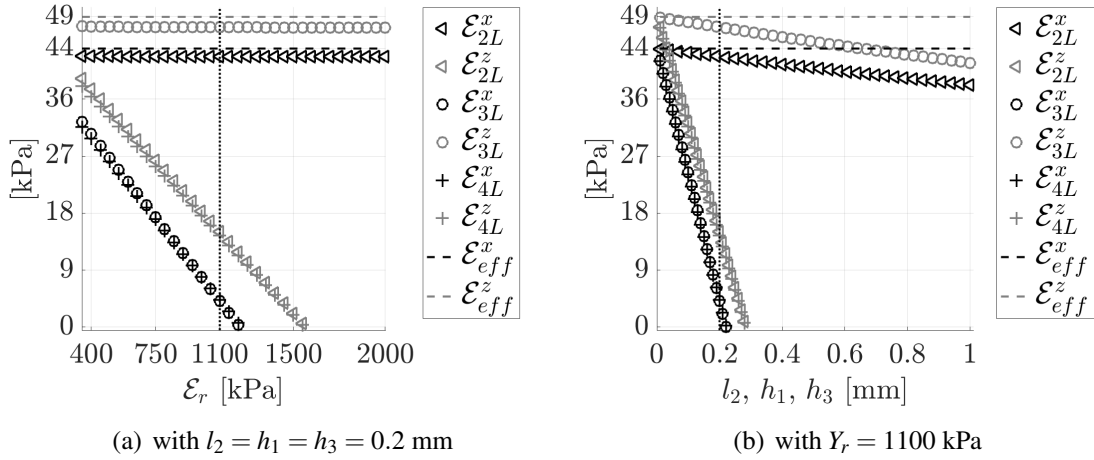 49
44
36
27
18
9
0
[kPa]
400 750 1100 1500 2000
ℰ_r [kPa]
ℰ^x_{2L}
ℰ^z_{2L}
ℰ^x_{3L}
ℰ^z_{3L}
ℰ^x_{4L}
ℰ^z_{4L}
ℰ^x_{eff}
ℰ^z_{eff}
(a) with l_2 = h_1 = h_3 = 0.2 mm
49
44
36
27
18
9
0
[kPa]
0 0.2 0.4 0.6 0.8 1
l_2, h_1, h_3 [mm]
ℰ^x_{2L}
ℰ^z_{2L}
ℰ^x_{3L}
ℰ^z_{3L}
ℰ^x_{4L}
ℰ^z_{4L}
ℰ^x_{eff}
ℰ^z_{eff}
(b) with Y_r = 1100 kPa